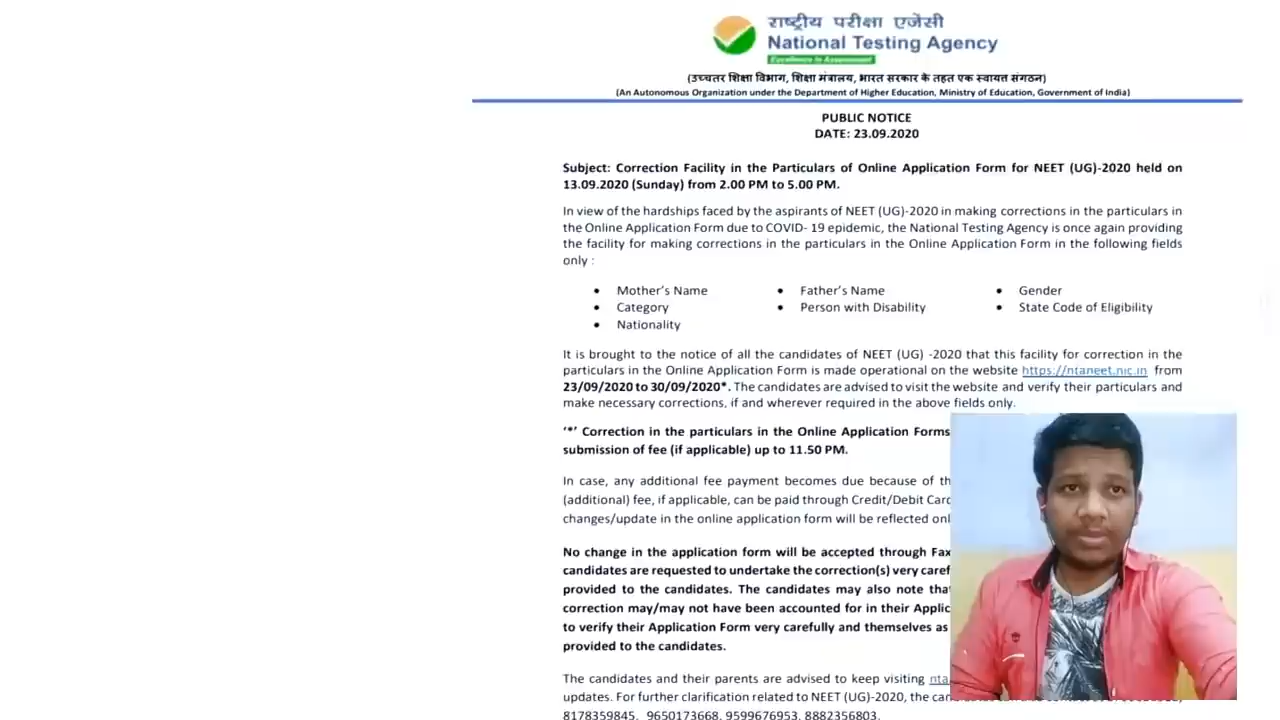 राष्ट्रीय परीक्षा एजेंसी
National Testing Agency
Excellence in Assessment
(उच्चतर शिक्षा विभाग, शिक्षा मंत्रालय, भारत सरकार के तहत एक स्वायत्त संगठन)
(An Autonomous Organization under the Department of Higher Education, Ministry of Education, Government of India)
PUBLIC NOTICE
DATE: 23.09.2020
Subject: Correction Facility in the Particulars of Online Application Form for NEET (UG)-2020 held on
13.09.2020 (Sunday) from 2.00 PM to 5.00 PM.
In view of the hardships faced by the aspirants of NEET (UG)-2020 in making corrections in the particulars in
the Online Application Form due to COVID- 19 epidemic, the National Testing Agency is once again providing
the facility for making corrections in the particulars in the Online Application Form in the following fields
only :
• Mother's Name • Father's Name • Gender
• Category • Person with Disability • State Code of Eligibility
• Nationality
It is brought to the notice of all the candidates of NEET (UG) -2020 that this facility for correction in the
particulars in the Online Application Form is made operational on the website https://ntaneet.nic.in from
23/09/2020 to 30/09/2020*. The candidates are advised to visit the website and verify their particulars and
make necessary corrections, if and wherever required in the above fields only.
'*' Correction in the particulars in the Online Application Forms
submission of fee (if applicable) up to 11.50 PM.
In case, any additional fee payment becomes due because of th
(additional) fee, if applicable, can be paid through Credit/Debit Card
changes/update in the online application form will be reflected onl
No change in the application form will be accepted through Fax
candidates are requested to undertake the correction(s) very caref
provided to the candidates. The candidates may also note that
correction may/may not have been accounted for in their Applic
to verify their Application Form very carefully and themselves as
provided to the candidates.
The candidates and their parents are advised to keep visiting nta
updates. For further clarification related to NEET (UG)-2020, the can
8178359845, 9650173668, 9599676953, 8882356803.